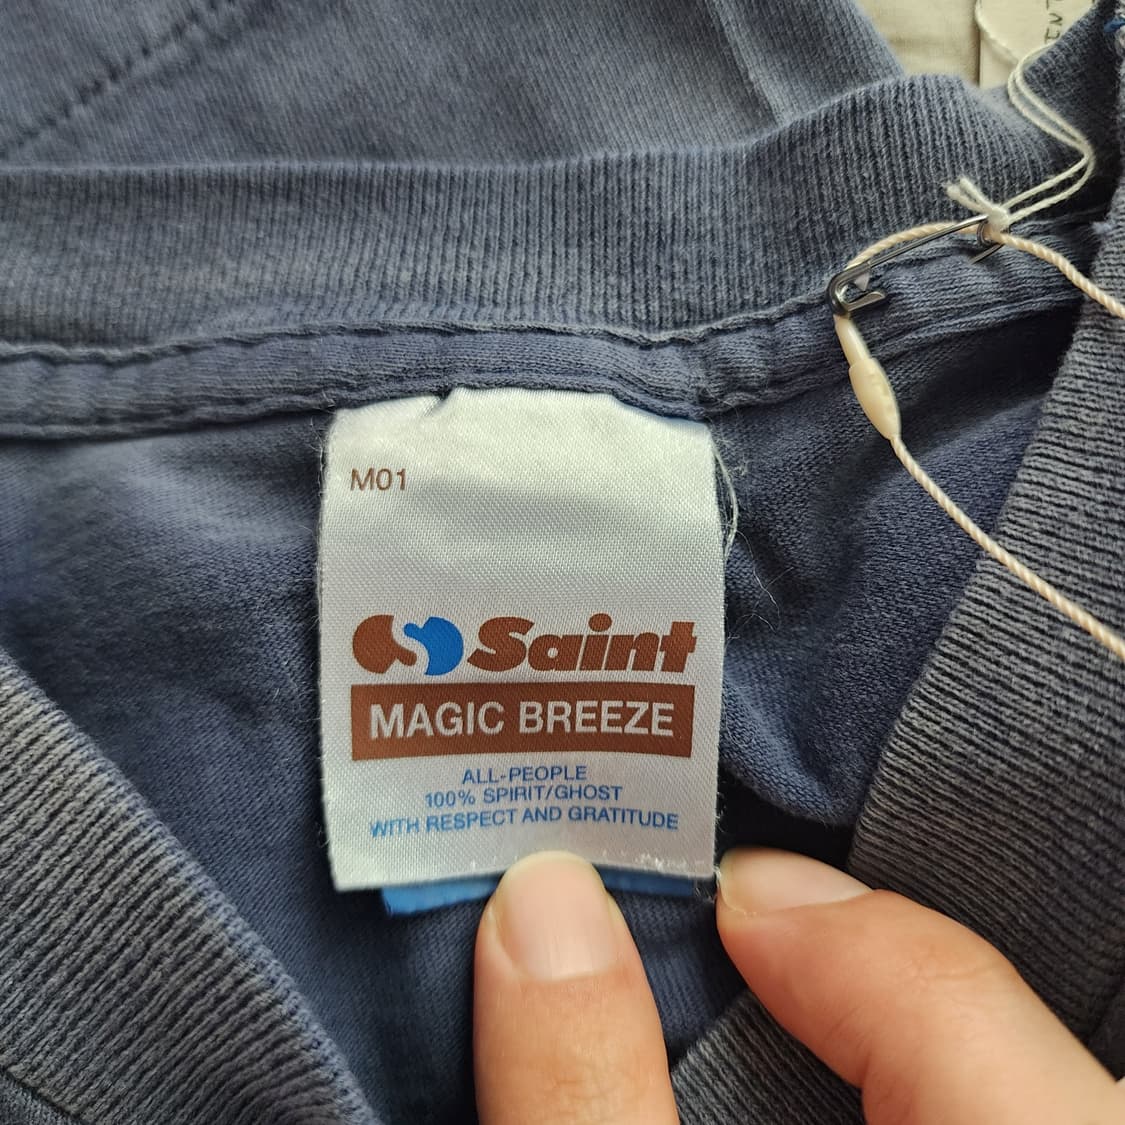 M01
Saint
MAGIC BREEZE
ALL-PEOPLE
100% SPIRIT/GHOST
WITH RESPECT AND GRATITUDE